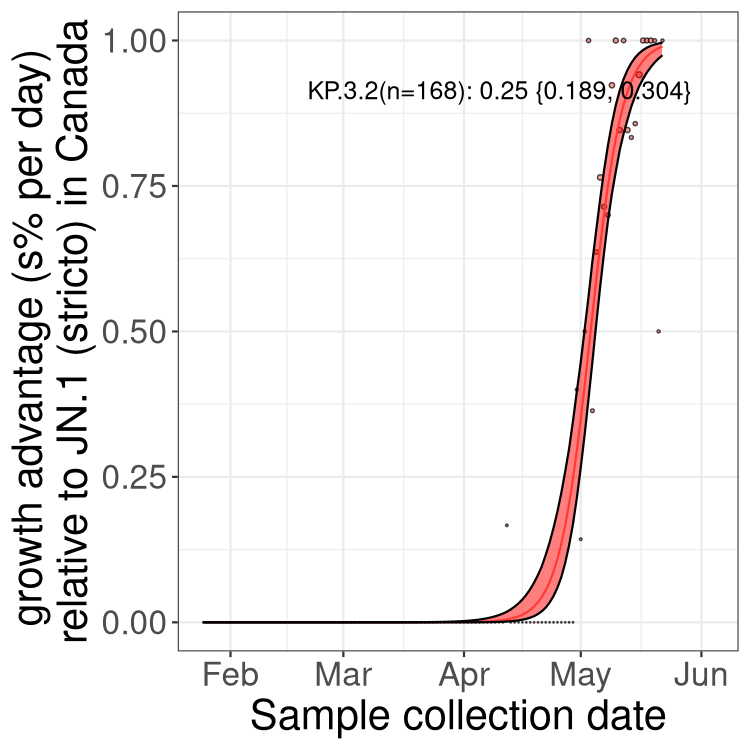 growth advantage (s% per day)
relative to JN.1 (stricto) in Canada
1.00
0.75
0.50
0.25
0.00
KP.3.2(n=168): 0.25 {0.189, 0.304}
Feb Mar Apr May Jun
Sample collection date